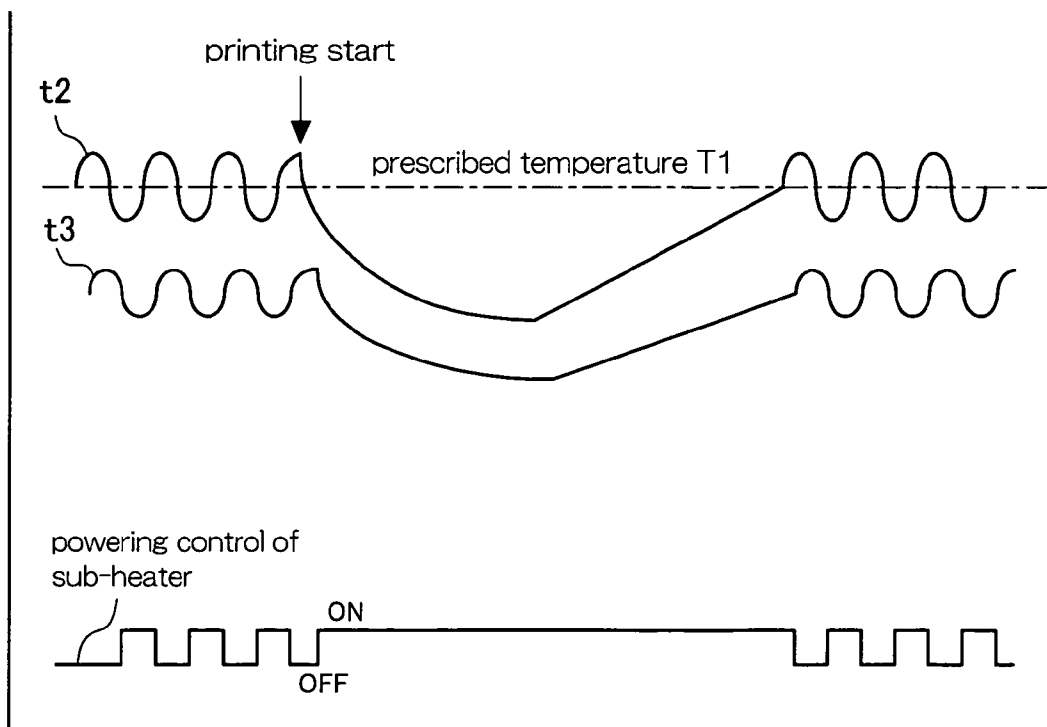 printing start
t2
prescribed temperature T1
t3
powering control of
sub-heater
ON
OFF